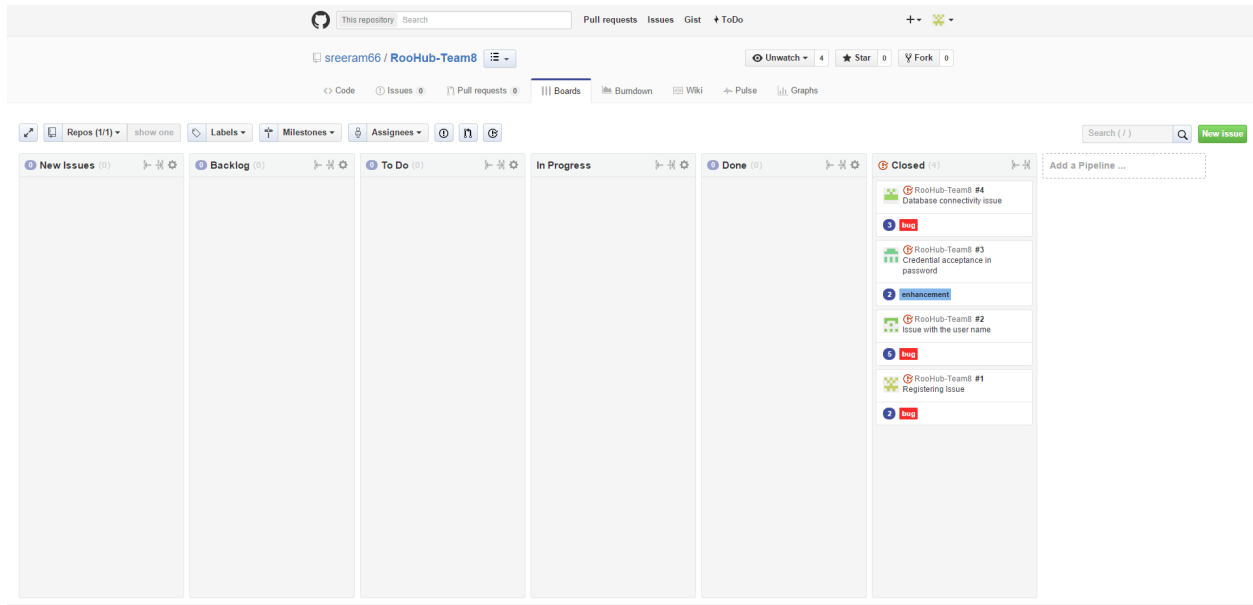 This repository Search Pull requests Issues Gist ToDo
sreeram66 / RooHub-Team8 Unwatch 4 Star 0 Fork 0
Code Issues 0 Pull requests 0 Boards Burndown Wiki Pulse Graphs
Repos (1/1) show one Labels Milestones Assignees Search ( / ) New issue
0 New Issues (0) 0 Backlog (0) 0 To Do (0) In Progress 0 Done (0) Closed (4) Add a Pipeline ...
RooHub-Team8 #4
Database connectivity issue
3 bug
RooHub-Team8 #3
Credential acceptance in
password
2 enhancement
RooHub-Team8 #2
Issue with the user name
5 bug
RooHub-Team8 #1
Registering Issue
2 bug